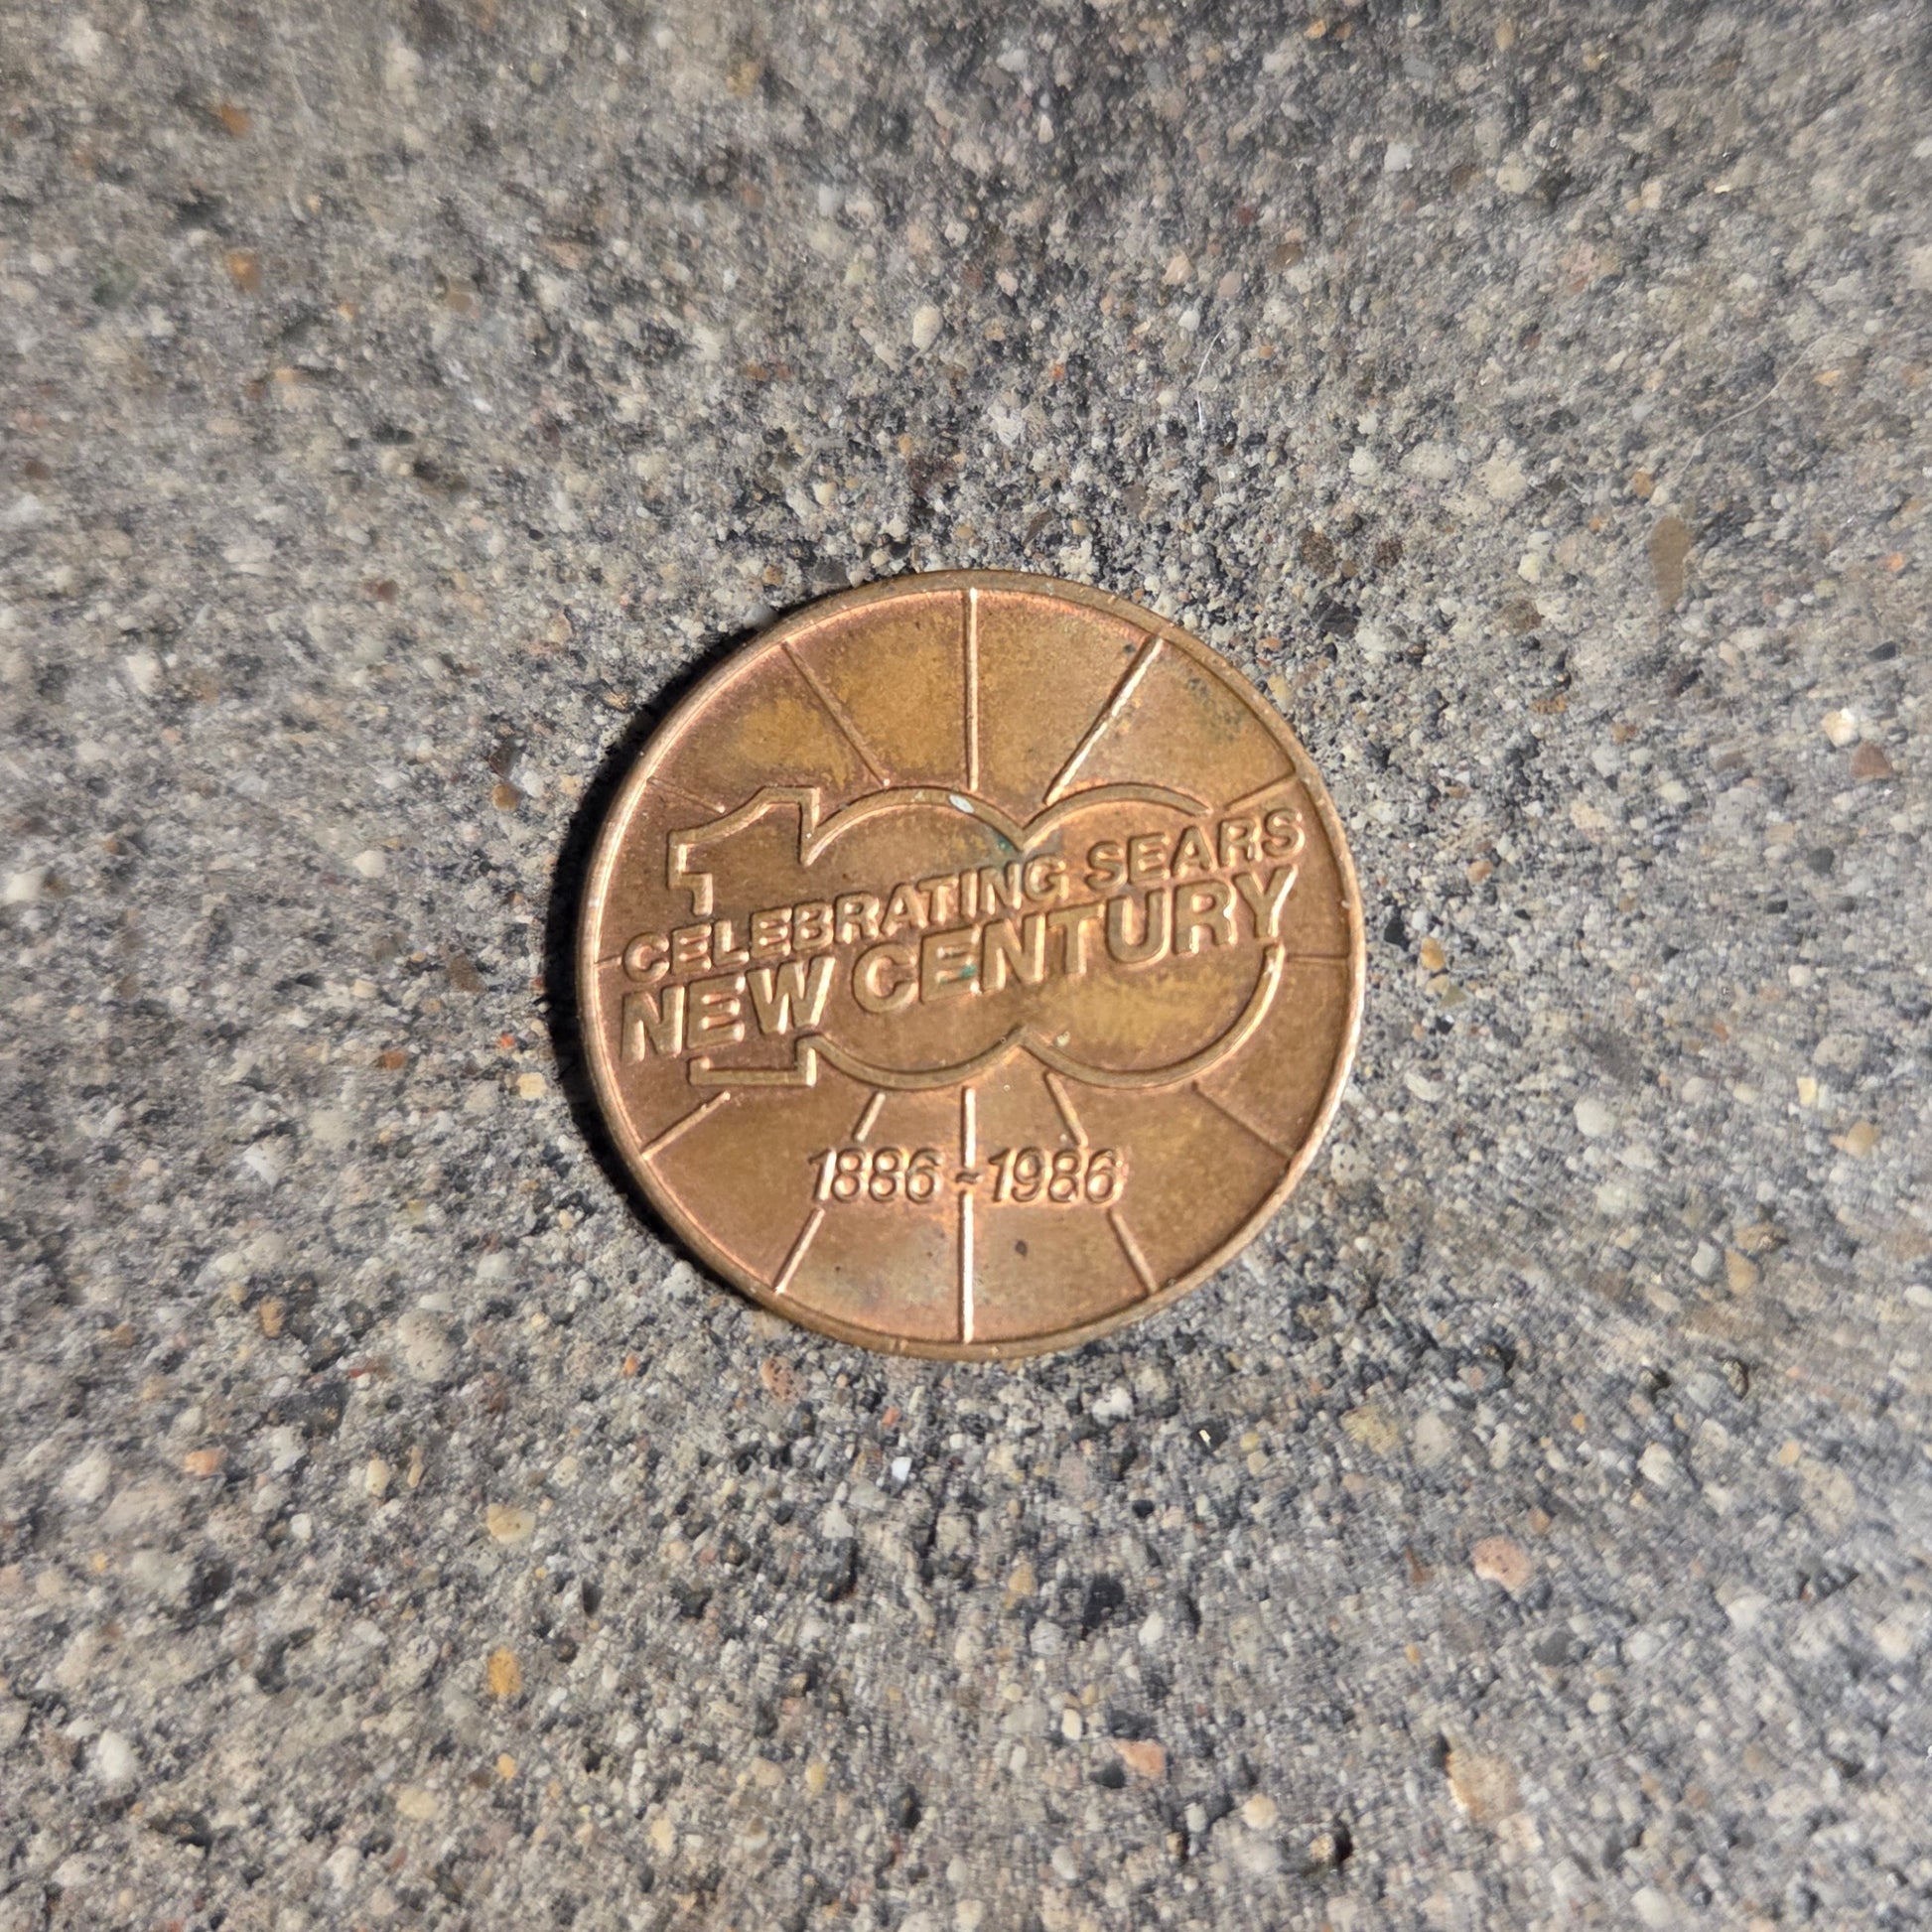 100
CELEBRATING SEARS
NEW CENTURY
1886-1986